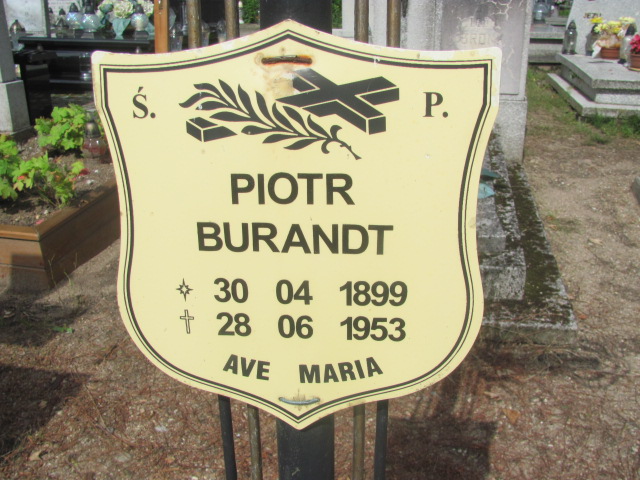 Ś. P.
PIOTR
BURANDT
30 04 1899
28 06 1953
AVE MARIA